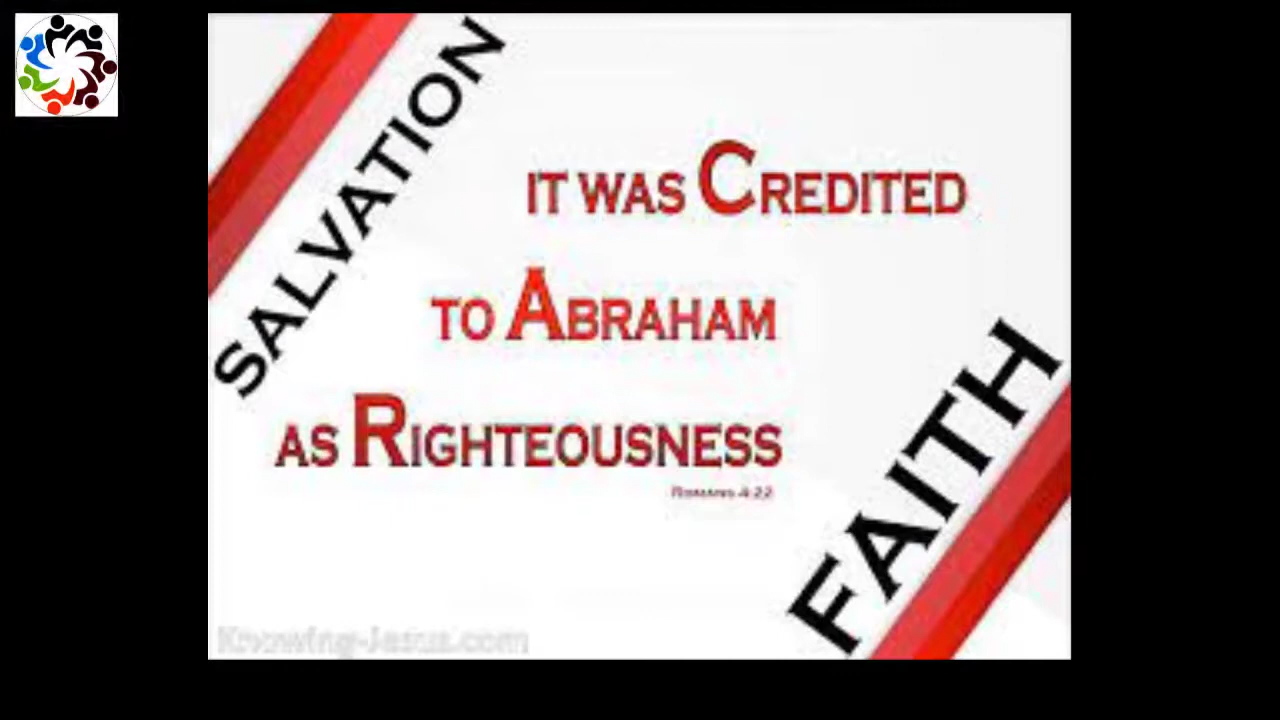 SALVATION
IT WAS CREDITED
TO ABRAHAM
AS RIGHTEOUSNESS
ROMANS 4:22
FAITH
Knowing-Jesus.com